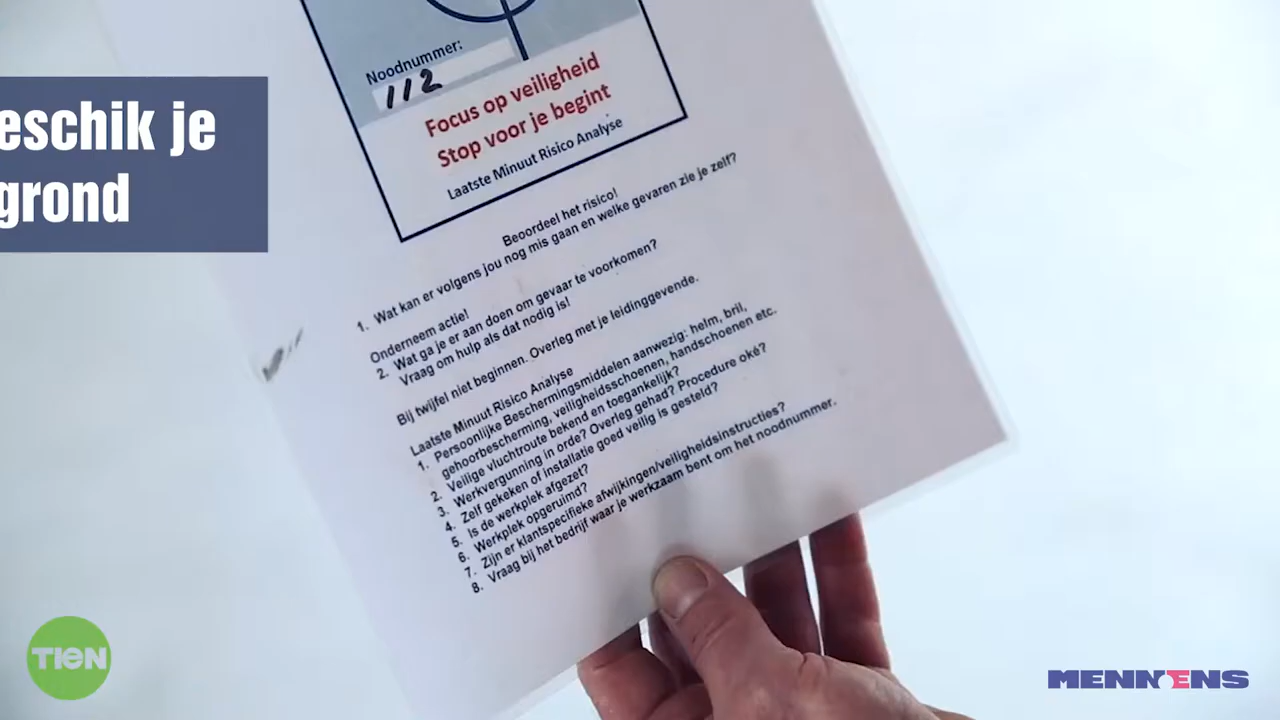 eschik je
grond
Noodnummer:
112
Focus op veiligheid
Stop voor je begint
Laatste Minuut Risico Analyse
Beoordeel het risico!
1. Wat kan er volgens jou nog mis gaan en welke gevaren zie je zelf?
Onderneem actie!
2. Wat ga je er aan doen om gevaar te voorkomen?
Vraag om hulp als dat nodig is!
Bij twijfel niet beginnen. Overleg met je leidinggevende.
Laatste Minuut Risico Analyse
1. Persoonlijke Beschermingsmiddelen aanwezig: helm, bril,
gehoorbescherming, veiligheidsschoenen, handschoenen etc.
2. Veilige vluchtroute bekend en toegankelijk?
3. Werkvergunning in orde? Overleg gehad? Procedure oké?
4. Zelf gekeken of installatie goed veilig is gesteld?
5. Is de werkplek afgezet?
6. Werkplek opgeruimd?
7. Zijn er klantspecifieke afwijkingen/veiligheidsinstructies?
8. Vraag bij het bedrijf waar je werkzaam bent om het noodnummer.
TIEN
MENNENS